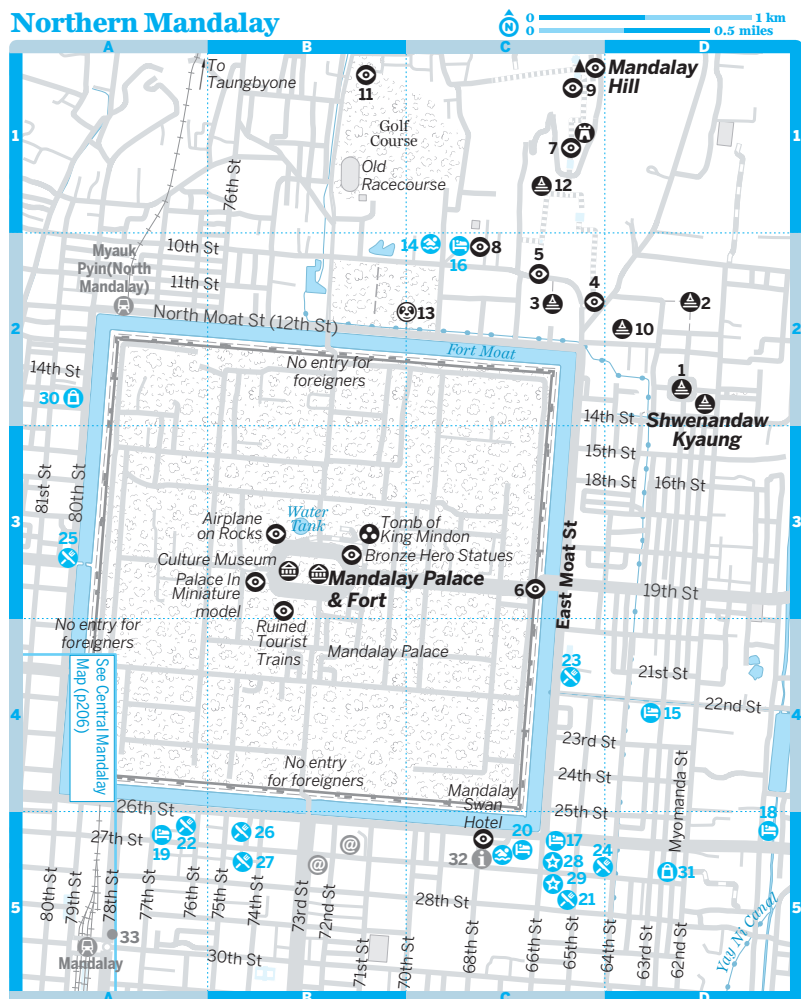 Northern Mandalay
0 1 km
0 0.5 miles
A B C D
To
Taungbyone
11
Mandalay
Hill
9
1 1
Golf
Course
7
Old
Racecourse
12
76th St
10th St
14
16
8
Myauk
Pyin(North
Mandalay)
11th St
5
4
3
2
13
10
North Moat St (12th St)
2 2
Fort Moat
No entry for
foreigners
14th St
30
1
14th St
Shwenandaw
Kyaung
15th St
18th St
16th St
81st St
80th St
Water
Tank
Airplane
on Rocks
Tomb of
King Mindon
3 3
25
Bronze Hero Statues
Culture Museum
Palace In
Miniature
model
Mandalay Palace
& Fort
6
East Moat St
19th St
Ruined
Tourist
Trains
No entry for
foreigners
Mandalay Palace
23
21st St
See Central Mandalay
Map (p206)
22nd St
15
4 4
23rd St
No entry
for foreigners
24th St
Myomanda St
Mandalay
Swan
Hotel
25th St
26th St
18
27th St
19
22
26
20
17
27
32
28
24
29
31
21
28th St
5 5
80th St
79th St
78th St
77th St
76th St
75th St
74th St
73rd St
72nd St
71st St
70th St
68th St
66th St
65th St
64th St
63rd St
62nd St
Yay Ni Canal
33
Mandalay
30th St
A B C D